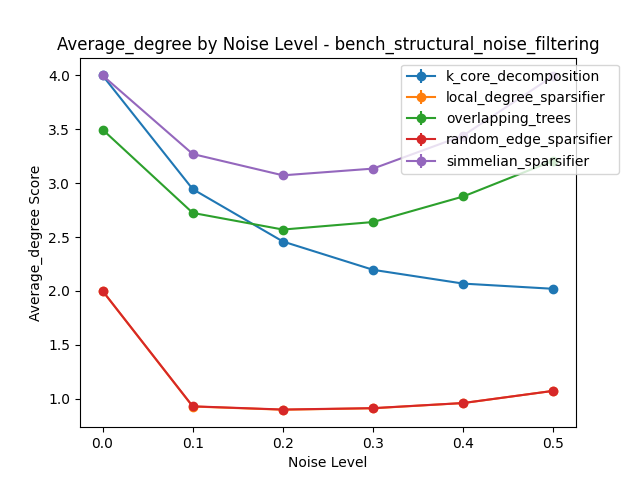 Average_degree by Noise Level - bench_structural_noise_filtering
Average_degree Score
4.0
3.5
3.0
2.5
2.0
1.5
1.0
k_core_decomposition
local_degree_sparsifier
overlapping_trees
random_edge_sparsifier
simmelian_sparsifier
0.0 0.1 0.2 0.3 0.4 0.5
Noise Level